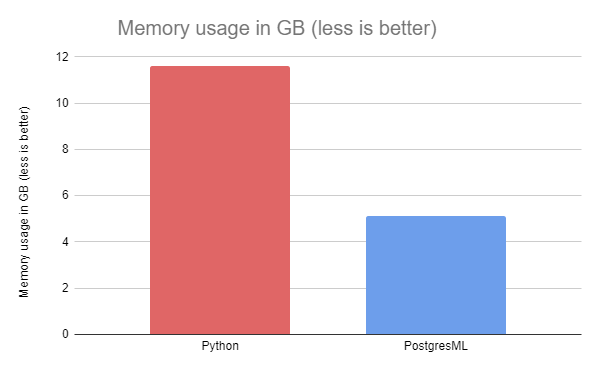 Memory usage in GB (less is better)
Memory usage in GB (less is better)
12
10
8
6
4
2
0
Python
PostgresML